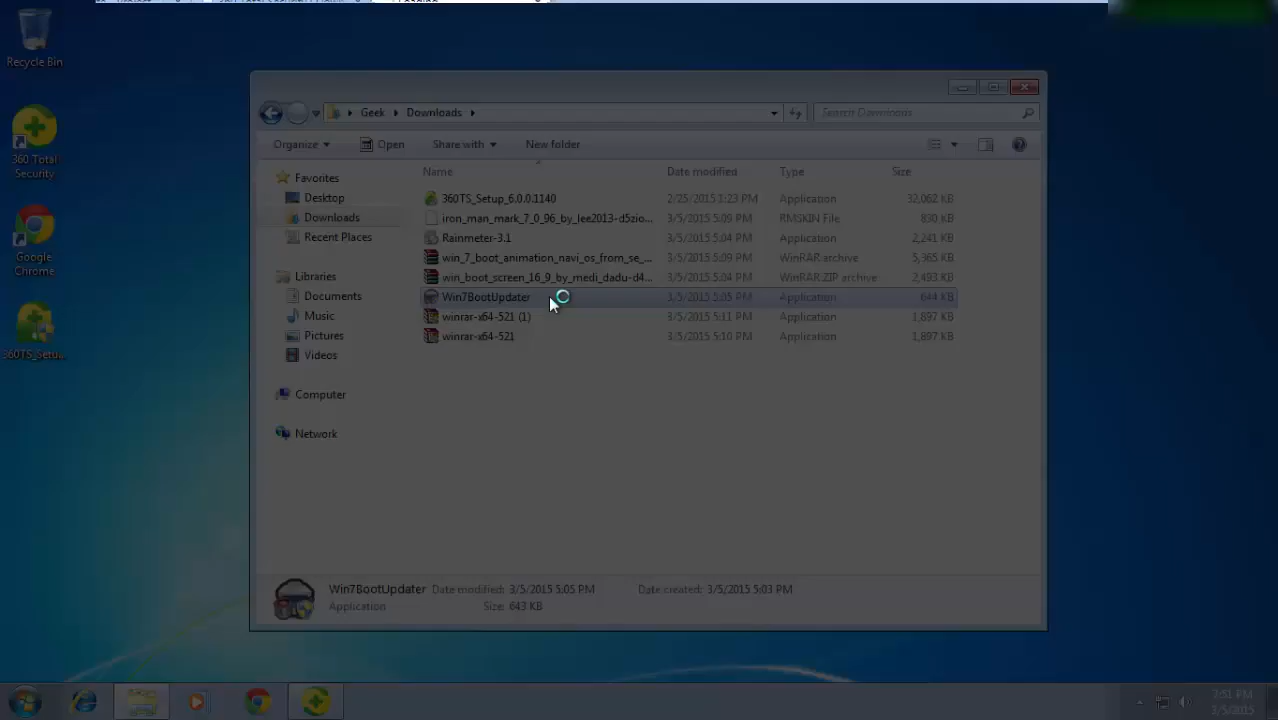 Recycle Bin
360 Total
Security
Google
Chrome
360TS_Setu...
Geek
Downloads
Search Downloads
Organize
Open
Share with
New folder
Name
Date modified
Type
Size
Favorites
Desktop
Downloads
Recent Places
Libraries
Documents
Music
Pictures
Videos
Computer
Network
360TS_Setup_6.0.0.1140 2/25/2015 1:23 PM Application 32,062 KB
iron_man_mark_7_0_96_by_lee2013-d5zio... 3/5/2015 5:09 PM RMSKIN File 830 KB
Rainmeter-3.1 3/5/2015 5:04 PM Application 2,241 KB
win_7_boot_animation_navi_os_from_se_... 3/5/2015 5:09 PM WinRAR archive 5,365 KB
win_boot_screen_16_9_by_medi_dadu-d4... 3/5/2015 5:04 PM WinRAR ZIP archive 2,493 KB
Win7BootUpdater 3/5/2015 5:05 PM Application 644 KB
winrar-x64-521 (1) 3/5/2015 5:11 PM Application 1,897 KB
winrar-x64-521 3/5/2015 5:10 PM Application 1,897 KB
Win7BootUpdater Date modified: 3/5/2015 5:05 PM Date created: 3/5/2015 5:03 PM
Application Size: 643 KB
2:51 PM
3/5/2015